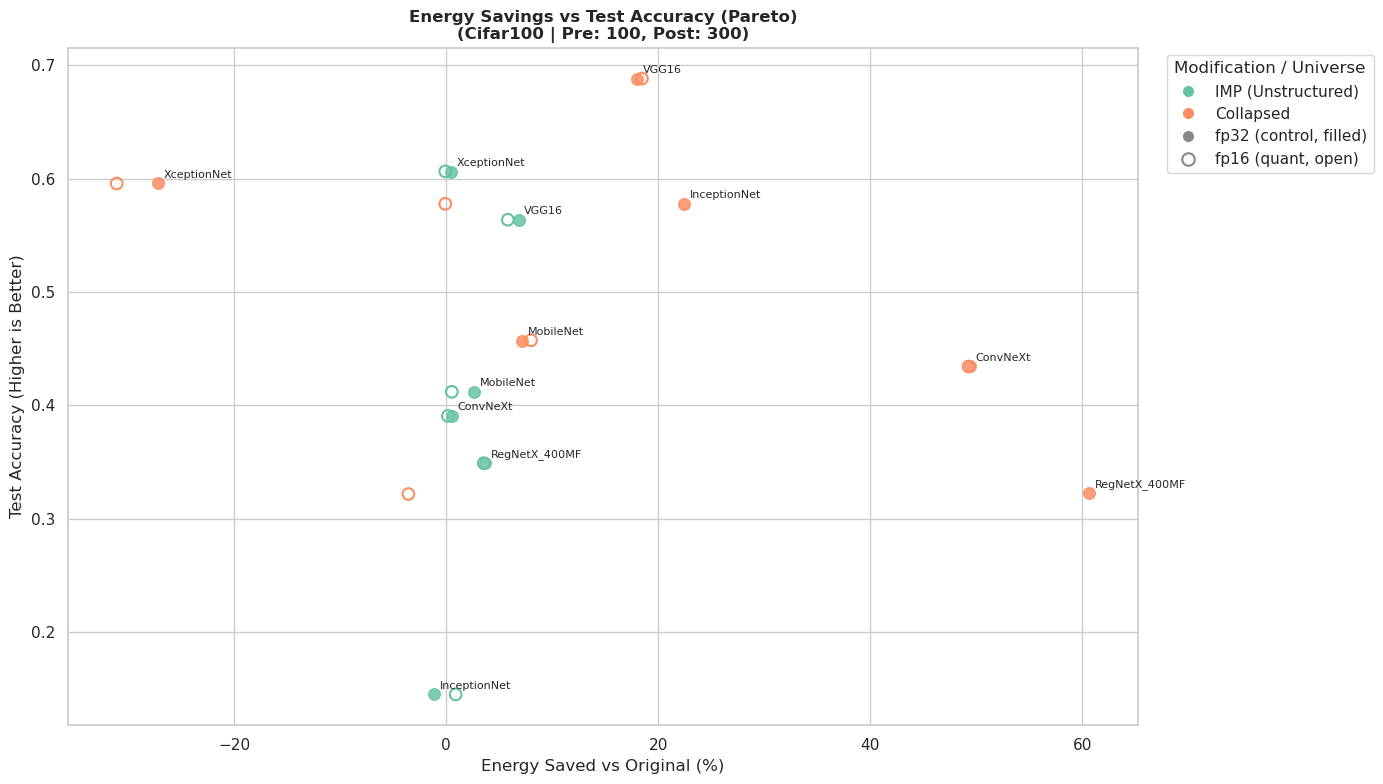 Energy Savings vs Test Accuracy (Pareto)
(Cifar100 | Pre: 100, Post: 300)
Modification / Universe
IMP (Unstructured)
Collapsed
fp32 (control, filled)
fp16 (quant, open)
Test Accuracy (Higher is Better)
0.7
0.6
0.5
0.4
0.3
0.2
VGG16
XceptionNet
XceptionNet
InceptionNet
VGG16
MobileNet
ConvNeXt
MobileNet
ConvNeXt
RegNetX_400MF
RegNetX_400MF
InceptionNet
−20
0
20
40
60
Energy Saved vs Original (%)